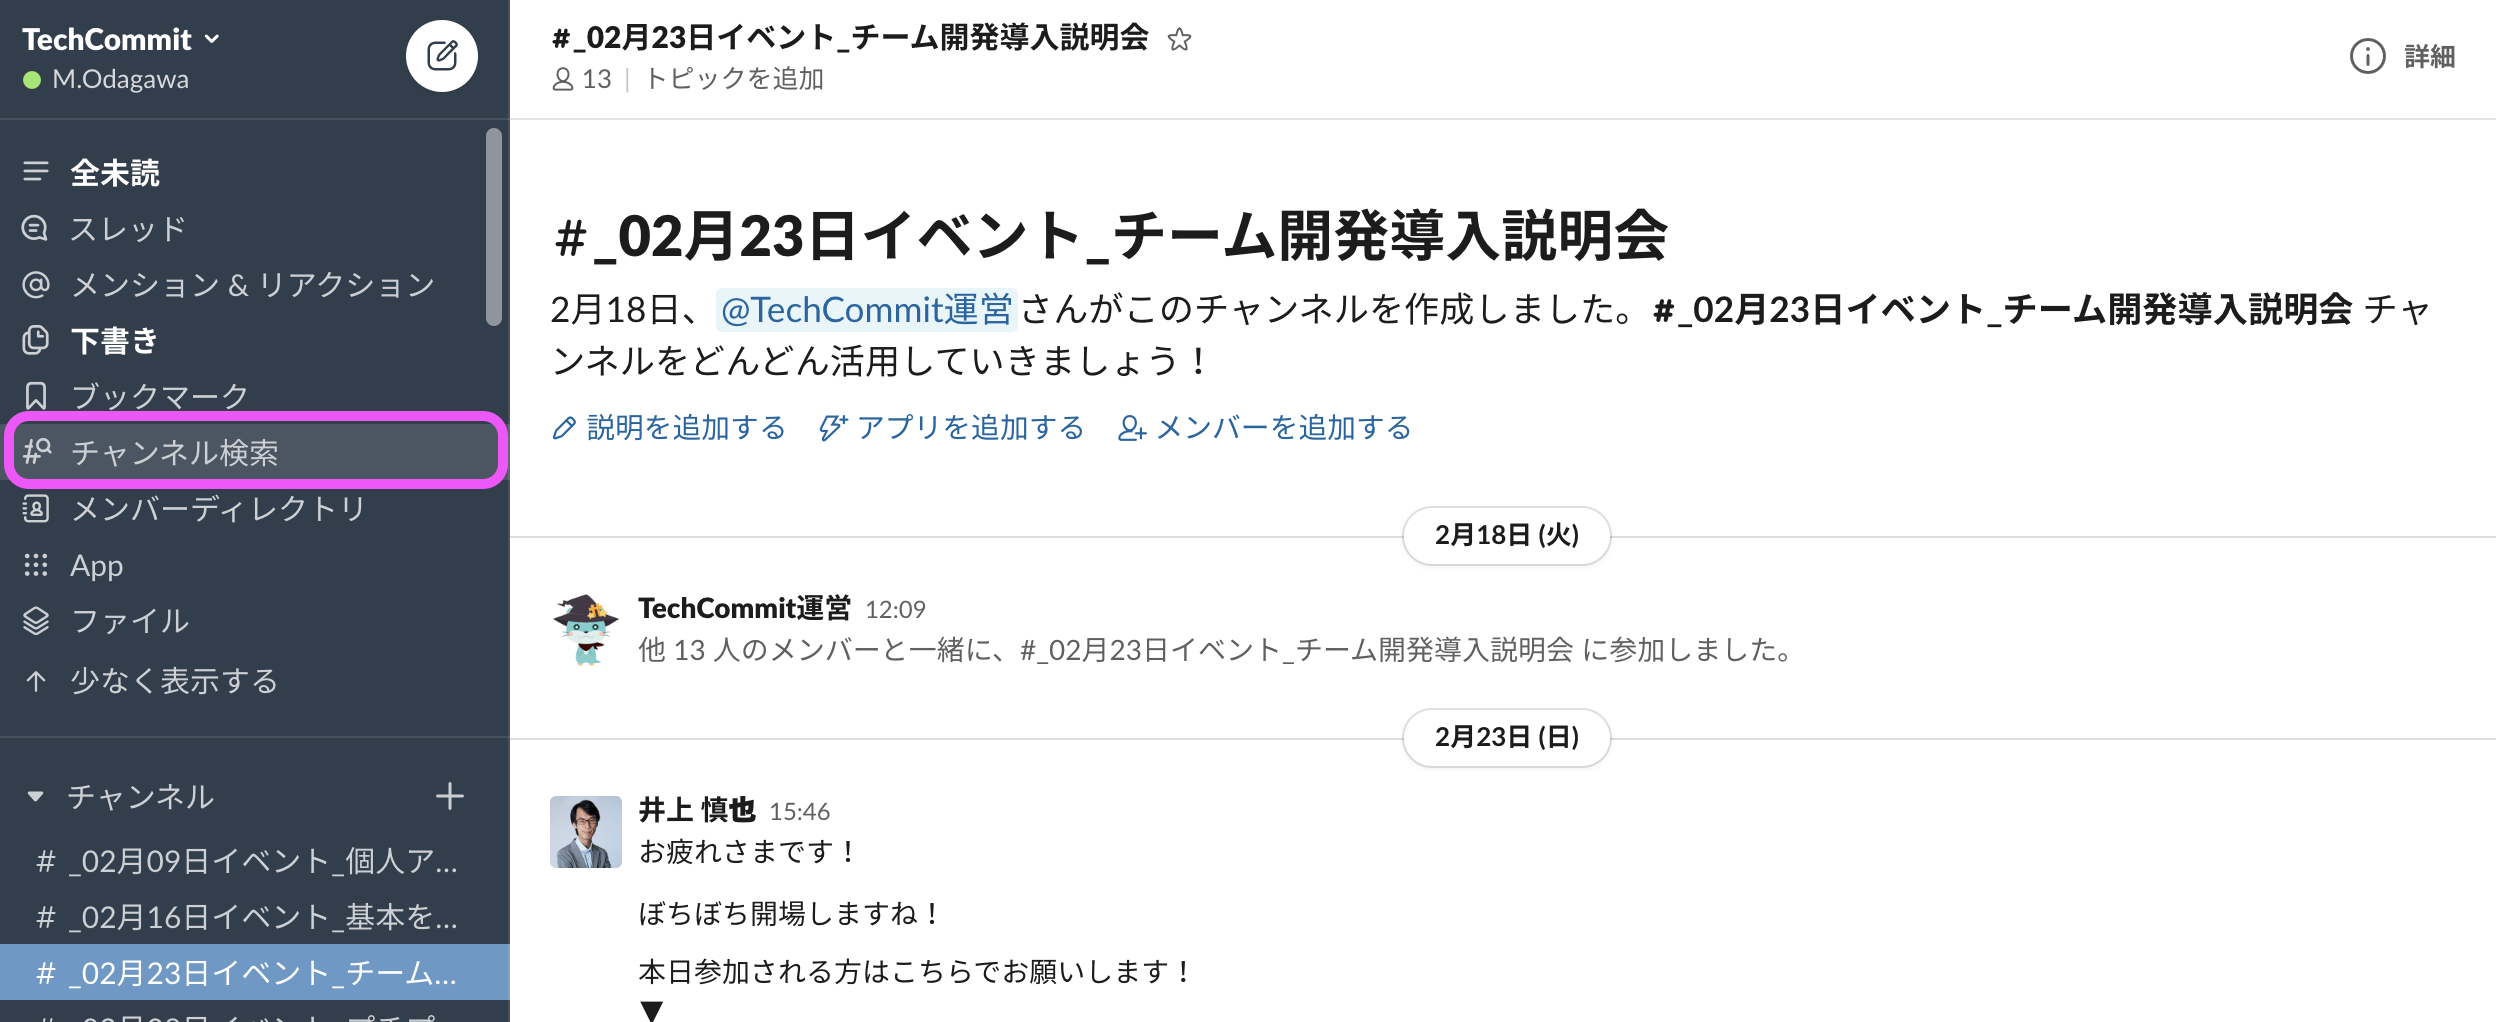 TechCommit
M.Odagawa
全未読
スレッド
メンション & リアクション
下書き
ブックマーク
チャンネル検索
メンバーディレクトリ
App
ファイル
少なく表示する
チャンネル
# _02月09日イベント_個人ア...
# _02月16日イベント_基本を...
# _02月23日イベント_チーム...
#_02月23日イベント_チーム開発導入説明会
13 | トピックを追加
詳細
#_02月23日イベント_チーム開発導入説明会
2月18日、@TechCommit運営さんがこのチャンネルを作成しました。#_02月23日イベント_チーム開発導入説明会 チャ
ンネルをどんどん活用していきましょう！
説明を追加する アプリを追加する メンバーを追加する
2月18日 (火)
TechCommit運営 12:09
他 13 人のメンバーと一緒に、#_02月23日イベント_チーム開発導入説明会 に参加しました。
2月23日 (日)
井上 慎也 15:46
お疲れさまです！
ぼちぼち開場しますね！
本日参加される方はこちらでお願いします！
▼